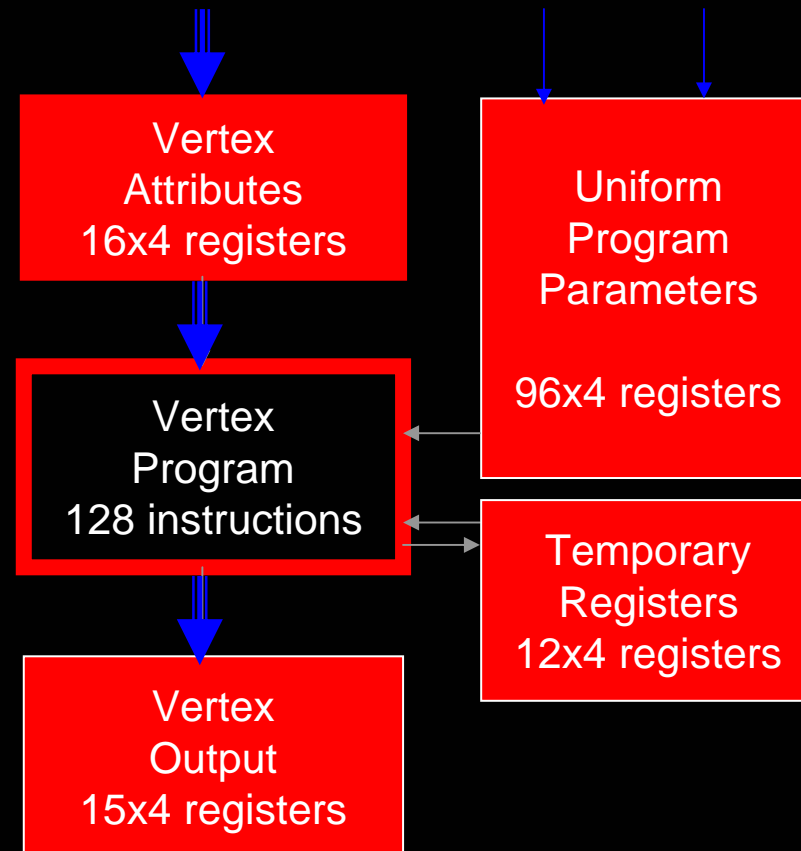 Vertex
Attributes
16x4 registers
Uniform
Program
Parameters
96x4 registers
Vertex
Program
128 instructions
Temporary
Registers
12x4 registers
Vertex
Output
15x4 registers